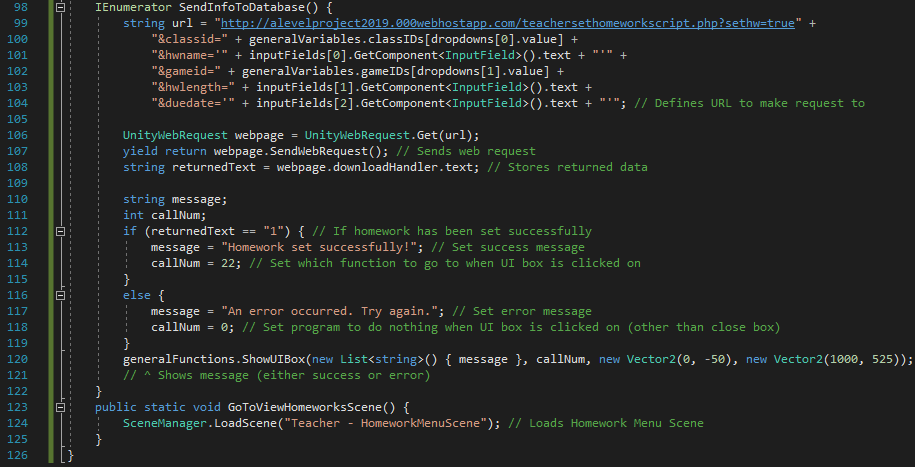 98 IEnumerator SendInfoToDatabase() {
99 string url = "http://alevelproject2019.000webhostapp.com/teachersethomeworkscript.php?sethw=true" +
100 "&classid=" + generalVariables.classIDs[dropdowns[0].value] +
101 "&hwname='" + inputFields[0].GetComponent<InputField>().text + "'" +
102 "&gameid=" + generalVariables.gameIDs[dropdowns[1].value] +
103 "&hwlength=" + inputFields[1].GetComponent<InputField>().text +
104 "&duedate='" + inputFields[2].GetComponent<InputField>().text + "'"; // Defines URL to make request to
105
106 UnityWebRequest webpage = UnityWebRequest.Get(url);
107 yield return webpage.SendWebRequest(); // Sends web request
108 string returnedText = webpage.downloadHandler.text; // Stores returned data
109
110 string message;
111 int callNum;
112 if (returnedText == "1") { // If homework has been set successfully
113 message = "Homework set successfully!"; // Set success message
114 callNum = 22; // Set which function to go to when UI box is clicked on
115 }
116 else {
117 message = "An error occurred. Try again."; // Set error message
118 callNum = 0; // Set program to do nothing when UI box is clicked on (other than close box)
119 }
120 generalFunctions.ShowUIBox(new List<string>() { message }, callNum, new Vector2(0, -50), new Vector2(1000, 525));
121 // ^ Shows message (either success or error)
122 }
123 public static void GoToViewHomeworksScene() {
124 SceneManager.LoadScene("Teacher - HomeworkMenuScene"); // Loads Homework Menu Scene
125 }
126 }